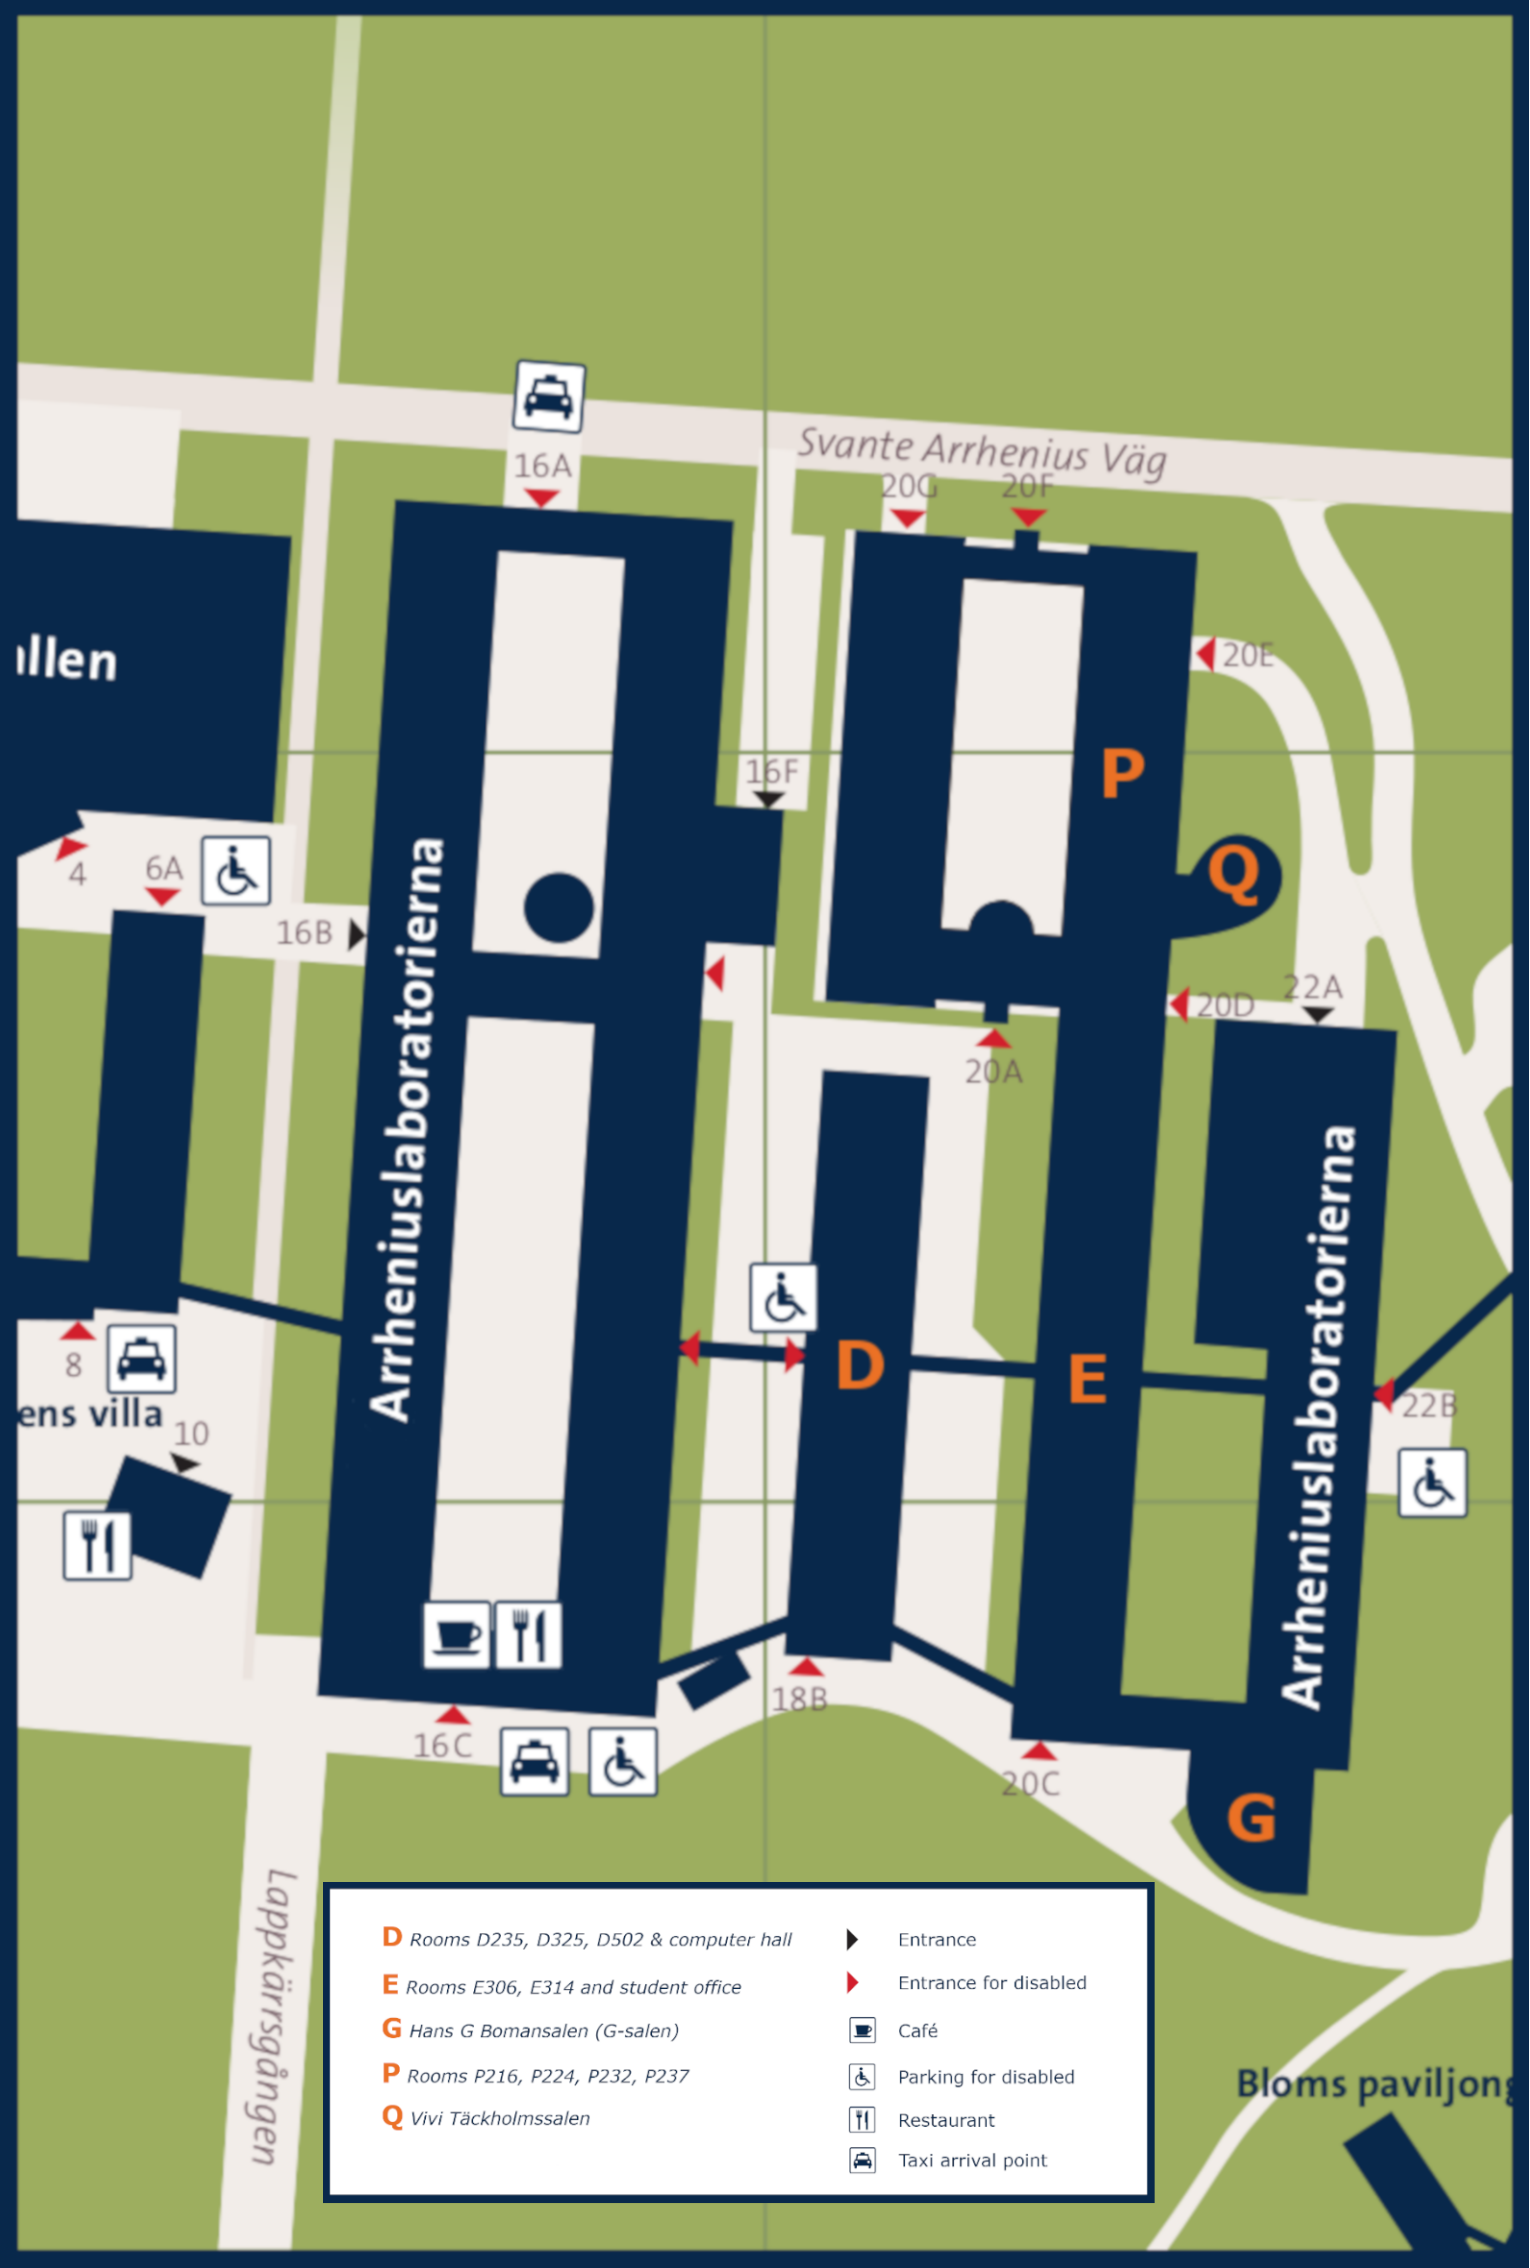 Svante Arrhenius Väg
16A
20G
20F
20E
16F
P
4
6A
16B
Q
20D
22A
20A
Arrheniuslaboratorierna
Arrheniuslaboratorierna
D
E
8
22B
ens villa
10
18B
16C
20C
G
Lappkärsgången
D Rooms D235, D325, D502 & computer hall
E Rooms E306, E314 and student office
G Hans G Bomansalen (G-salen)
P Rooms P216, P224, P232, P237
Q Vivi Täckholmssalen
Entrance
Entrance for disabled
Café
Parking for disabled
Restaurant
Taxi arrival point
Bloms paviljong